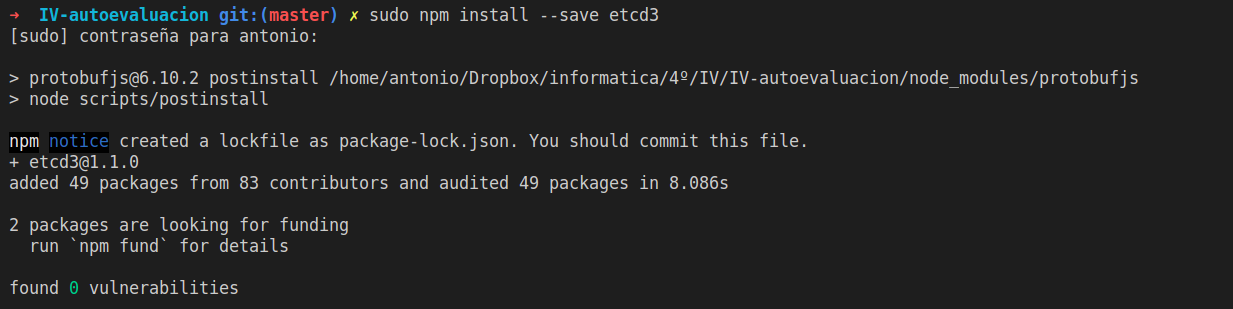 ➜  IV-autoevaluacion git:(master) ✗ sudo npm install --save etcd3
[sudo] contraseña para antonio:
> protobufjs@6.10.2 postinstall /home/antonio/Dropbox/informatica/4º/IV/IV-autoevaluacion/node_modules/protobufjs
> node scripts/postinstall
npm notice created a lockfile as package-lock.json. You should commit this file.
+ etcd3@1.1.0
added 49 packages from 83 contributors and audited 49 packages in 8.086s
2 packages are looking for funding
  run `npm fund` for details
found 0 vulnerabilities